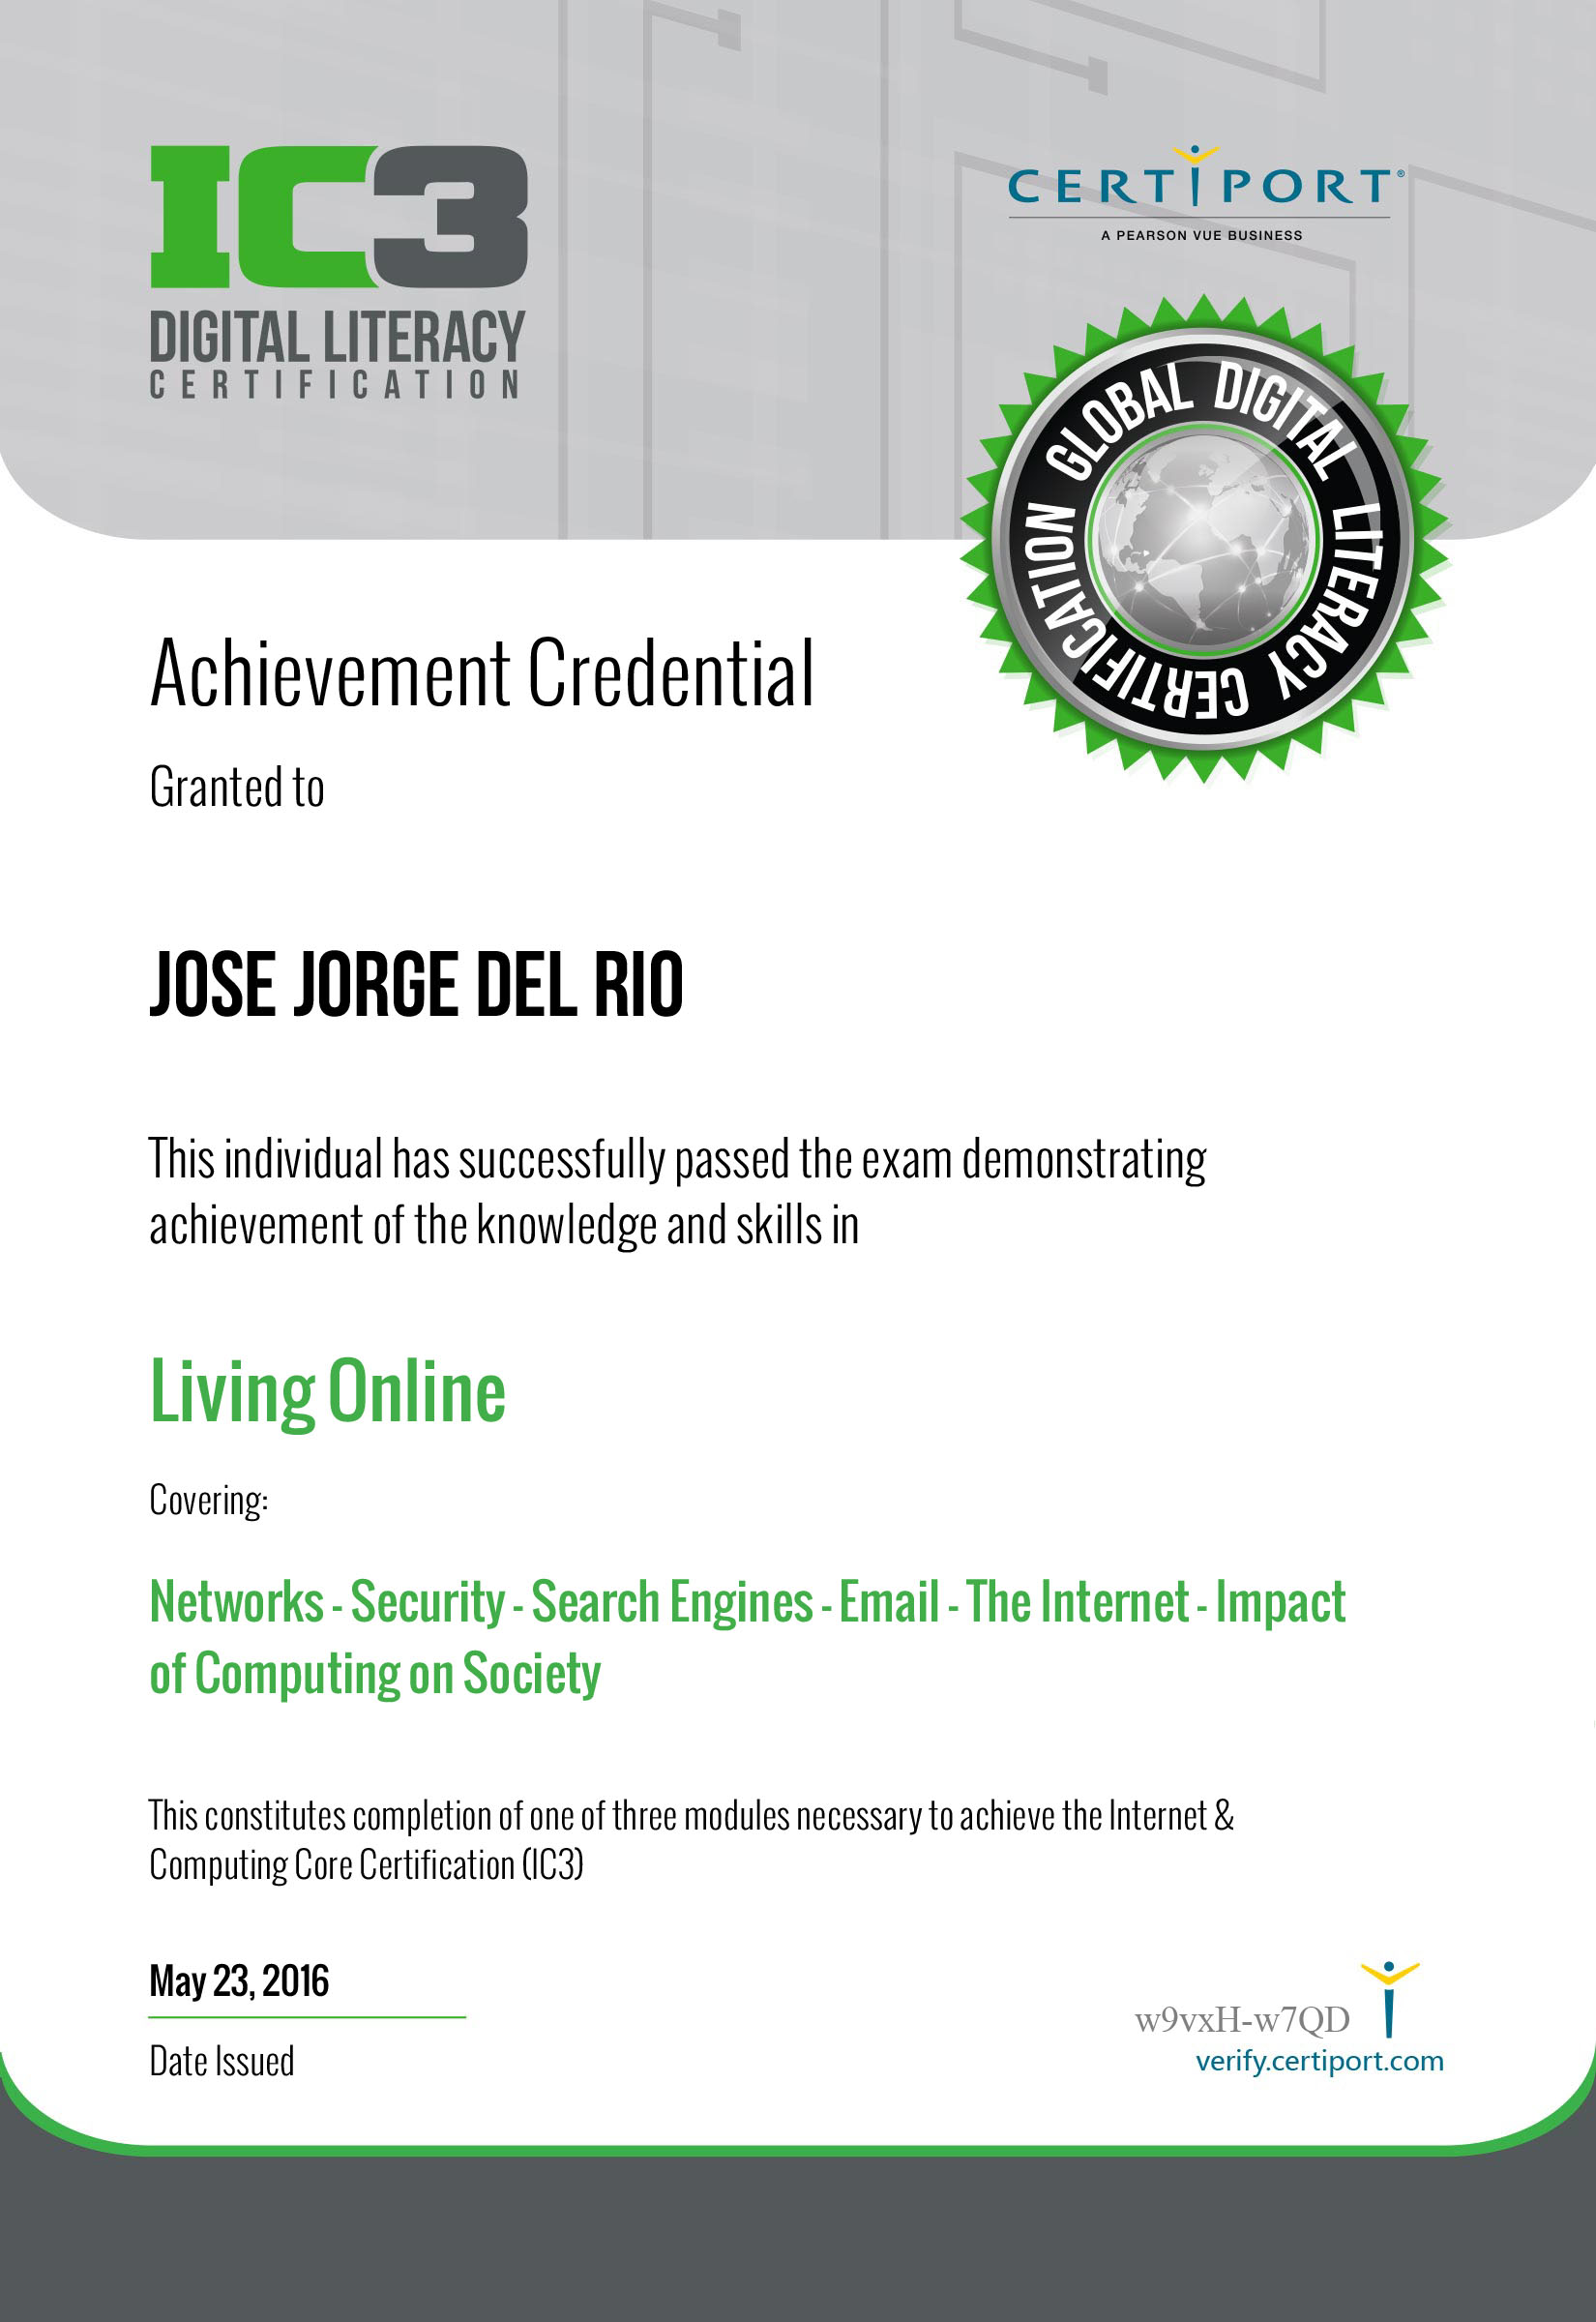 IC3
DIGITAL LITERACY
CERTIFICATION
CERTIPORT®
A PEARSON VUE BUSINESS
GLOBAL DIGITAL LITERACY CERTIFICATION
Achievement Credential
Granted to
JOSE JORGE DEL RIO
This individual has successfully passed the exam demonstrating
achievement of the knowledge and skills in
Living Online
Covering:
Networks - Security - Search Engines - Email - The Internet - Impact
of Computing on Society
This constitutes completion of one of three modules necessary to achieve the Internet &
Computing Core Certification (IC3)
May 23, 2016
Date Issued
w9vxH-w7QD
verify.certiport.com